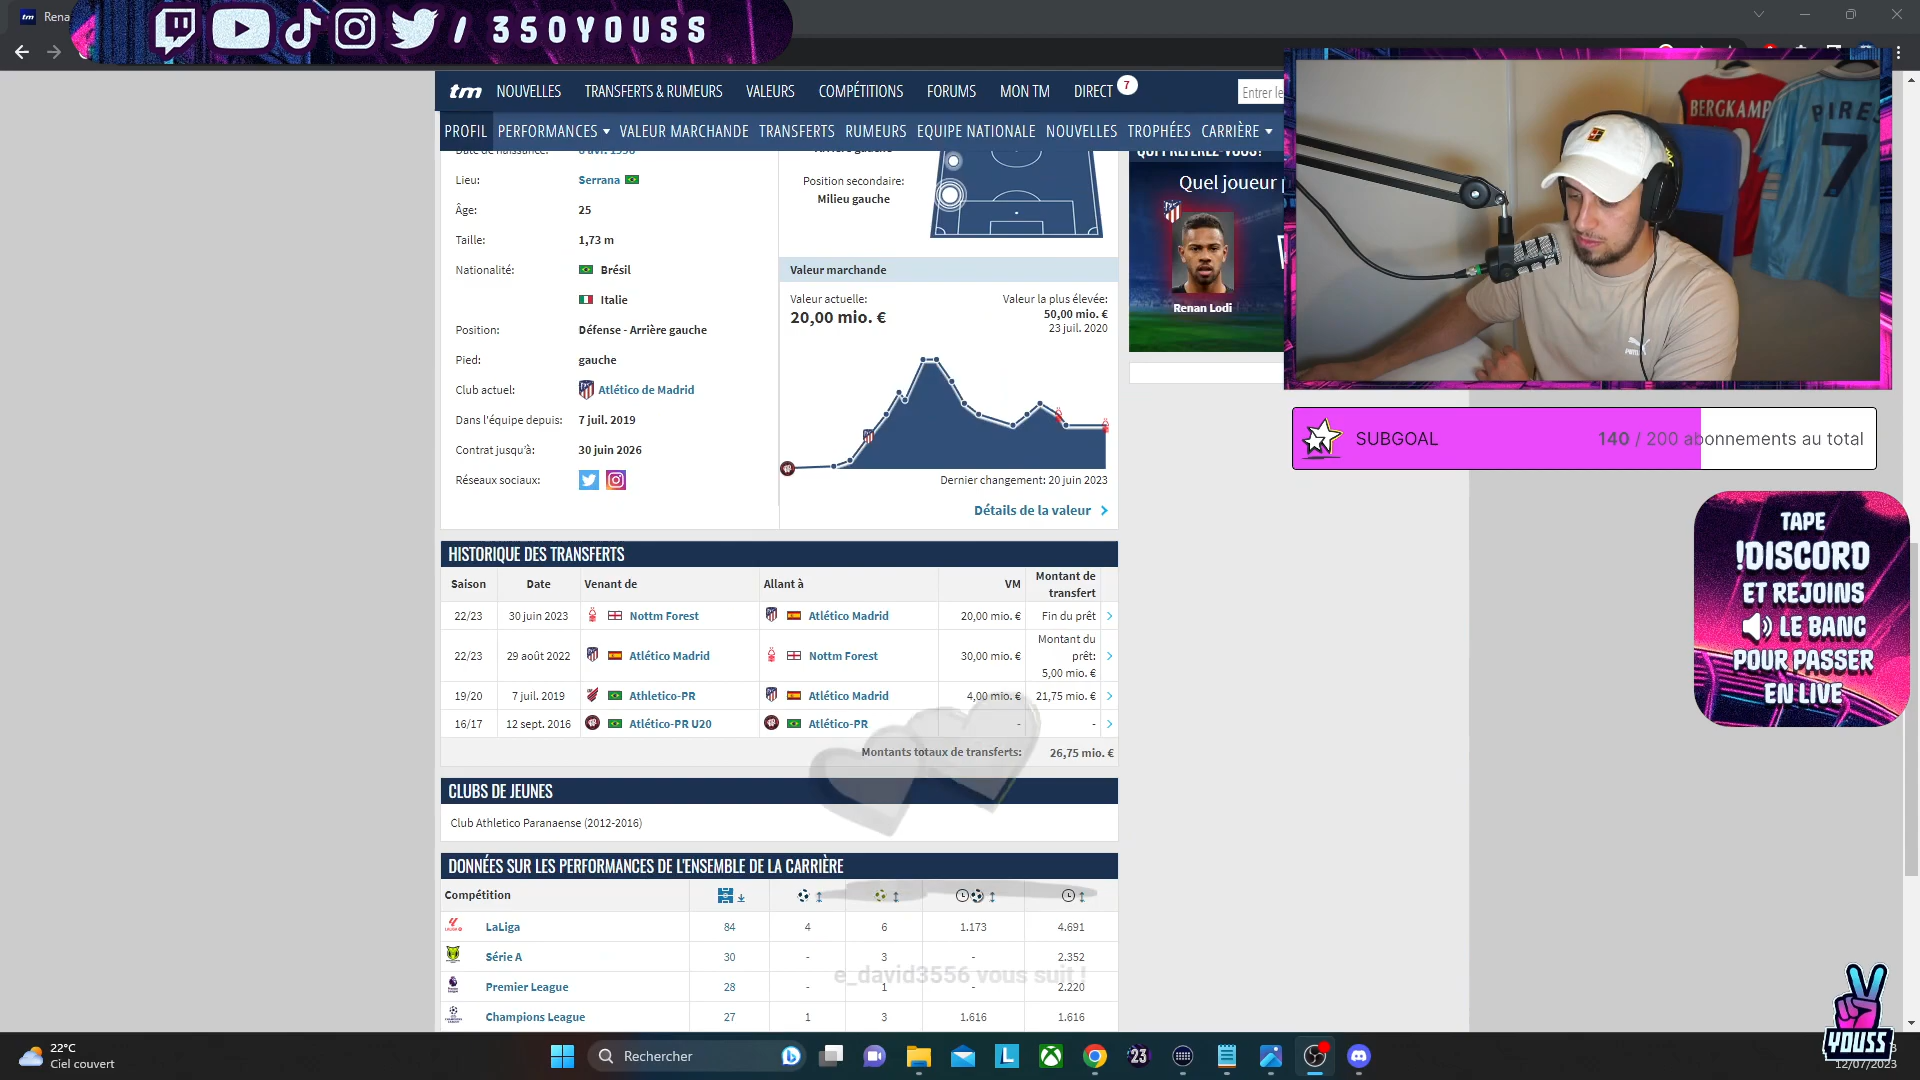 Rena
/ 350YOUSS
tm NOUVELLES TRANSFERTS & RUMEURS VALEURS COMPÉTITIONS FORUMS MON TM DIRECT 7
Entrer le
PROFIL PERFORMANCES VALEUR MARCHANDE TRANSFERTS RUMEURS EQUIPE NATIONALE NOUVELLES TROPHÉES CARRIÈRE
Lieu: Serrana
Âge: 25
Taille: 1,73 m
Nationalité: Brésil
Italie
Position: Défense - Arrière gauche
Pied: gauche
Club actuel: Atlético de Madrid
Dans l'équipe depuis: 7 juil. 2019
Contrat jusqu'à: 30 juin 2026
Réseaux sociaux:
Position secondaire:
Milieu gauche
Valeur marchande
Valeur actuelle:
20,00 mio. €
Valeur la plus élevée:
50,00 mio. €
23 juil. 2020
Dernier changement: 20 juin 2023
Détails de la valeur
Quel joueur p
Renan Lodi
BERGKAMP
PIRES
7
PUMA
SUBGOAL 140 / 200 abonnements au total
TAPE
!DISCORD
ET REJOINS
LE BANC
POUR PASSER
EN LIVE
HISTORIQUE DES TRANSFERTS
Saison Date Venant de Allant à VM Montant de transfert
22/23 30 juin 2023 Nottm Forest Atlético Madrid 20,00 mio. € Fin du prêt
22/23 29 août 2022 Atlético Madrid Nottm Forest 30,00 mio. € Montant du prêt: 5,00 mio. €
19/20 7 juil. 2019 Athletico-PR Atlético Madrid 4,00 mio. € 21,75 mio. €
16/17 12 sept. 2016 Atlético-PR U20 Atlético-PR - -
Montants totaux de transferts: 26,75 mio. €
CLUBS DE JEUNES
Club Athletico Paranaense (2012-2016)
DONNÉES SUR LES PERFORMANCES DE L'ENSEMBLE DE LA CARRIÈRE
Compétition
LaLiga 84 4 6 1.173 4.691
Série A 30 - 3 - 2.352
Premier League 28 - 1 - 2.220
Champions League 27 1 3 1.616 1.616
e_david3556 vous suit !
YOUSS
22°C
Ciel couvert
Rechercher
23
12/07/2023